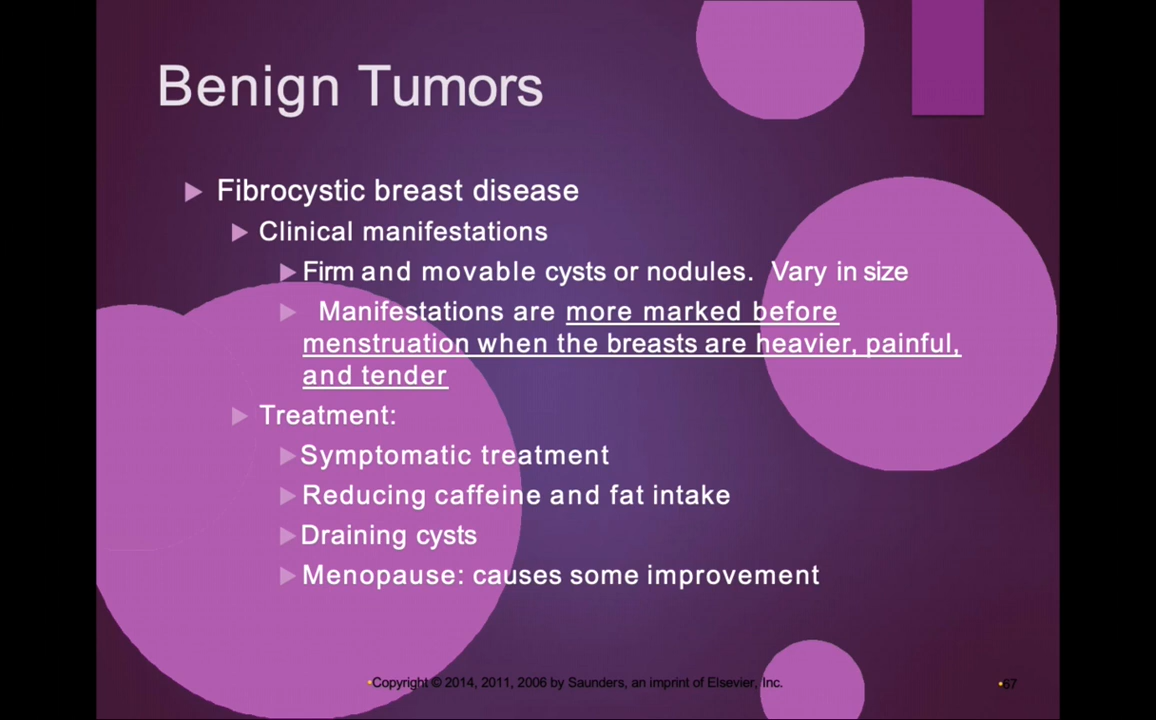 Benign Tumors
Fibrocystic breast disease
Clinical manifestations
Firm and movable cysts or nodules. Vary in size
Manifestations are more marked before
menstruation when the breasts are heavier, painful,
and tender
Treatment:
Symptomatic treatment
Reducing caffeine and fat intake
Draining cysts
Menopause: causes some improvement
•Copyright © 2014, 2011, 2006 by Saunders, an imprint of Elsevier, Inc.
•67